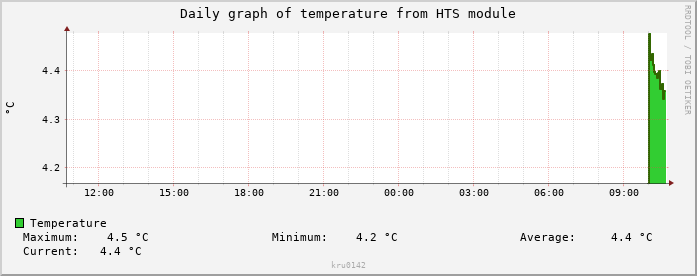 Daily graph of temperature from HTS module
RRDTOOL / TOBI OETIKER
°C
4.4
4.3
4.2
12:00 15:00 18:00 21:00 00:00 03:00 06:00 09:00
Temperature
Maximum: 4.5 °C Minimum: 4.2 °C Average: 4.4 °C
Current: 4.4 °C
kru0142